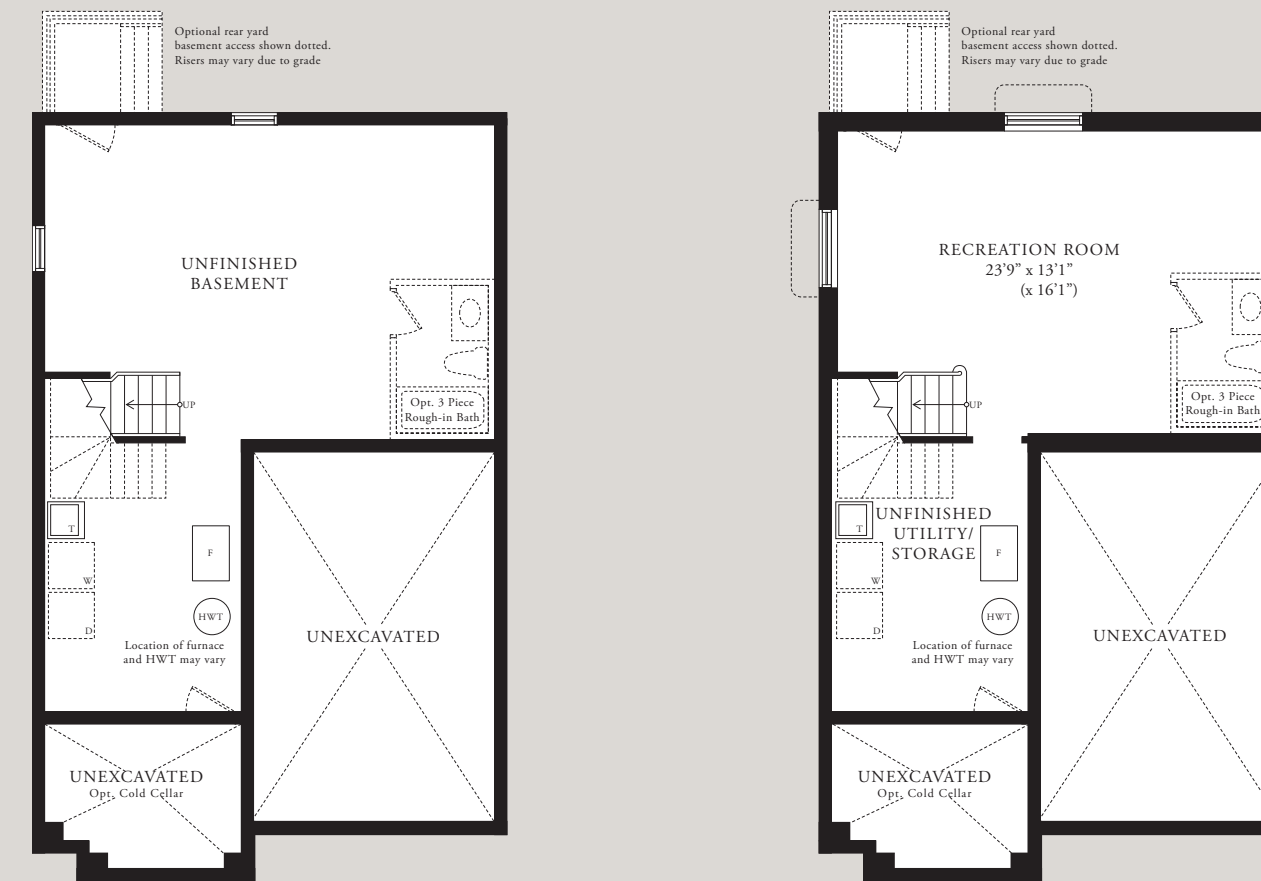 Optional rear yard
basement access shown dotted.
Risers may vary due to grade
UNFINISHED
BASEMENT
UP
Opt. 3 Piece
Rough-in Bath
T
W
D
F
HWT
Location of furnace
and HWT may vary
UNEXCAVATED
UNEXCAVATED
Opt. Cold Cellar
Optional rear yard
basement access shown dotted.
Risers may vary due to grade
RECREATION ROOM
23’9” x 13’1”
(x 16’1”)
UP
Opt. 3 Piece
Rough-in Bath
T
UNFINISHED
UTILITY/
STORAGE
W
D
F
HWT
Location of furnace
and HWT may vary
UNEXCAVATED
UNEXCAVATED
Opt. Cold Cellar